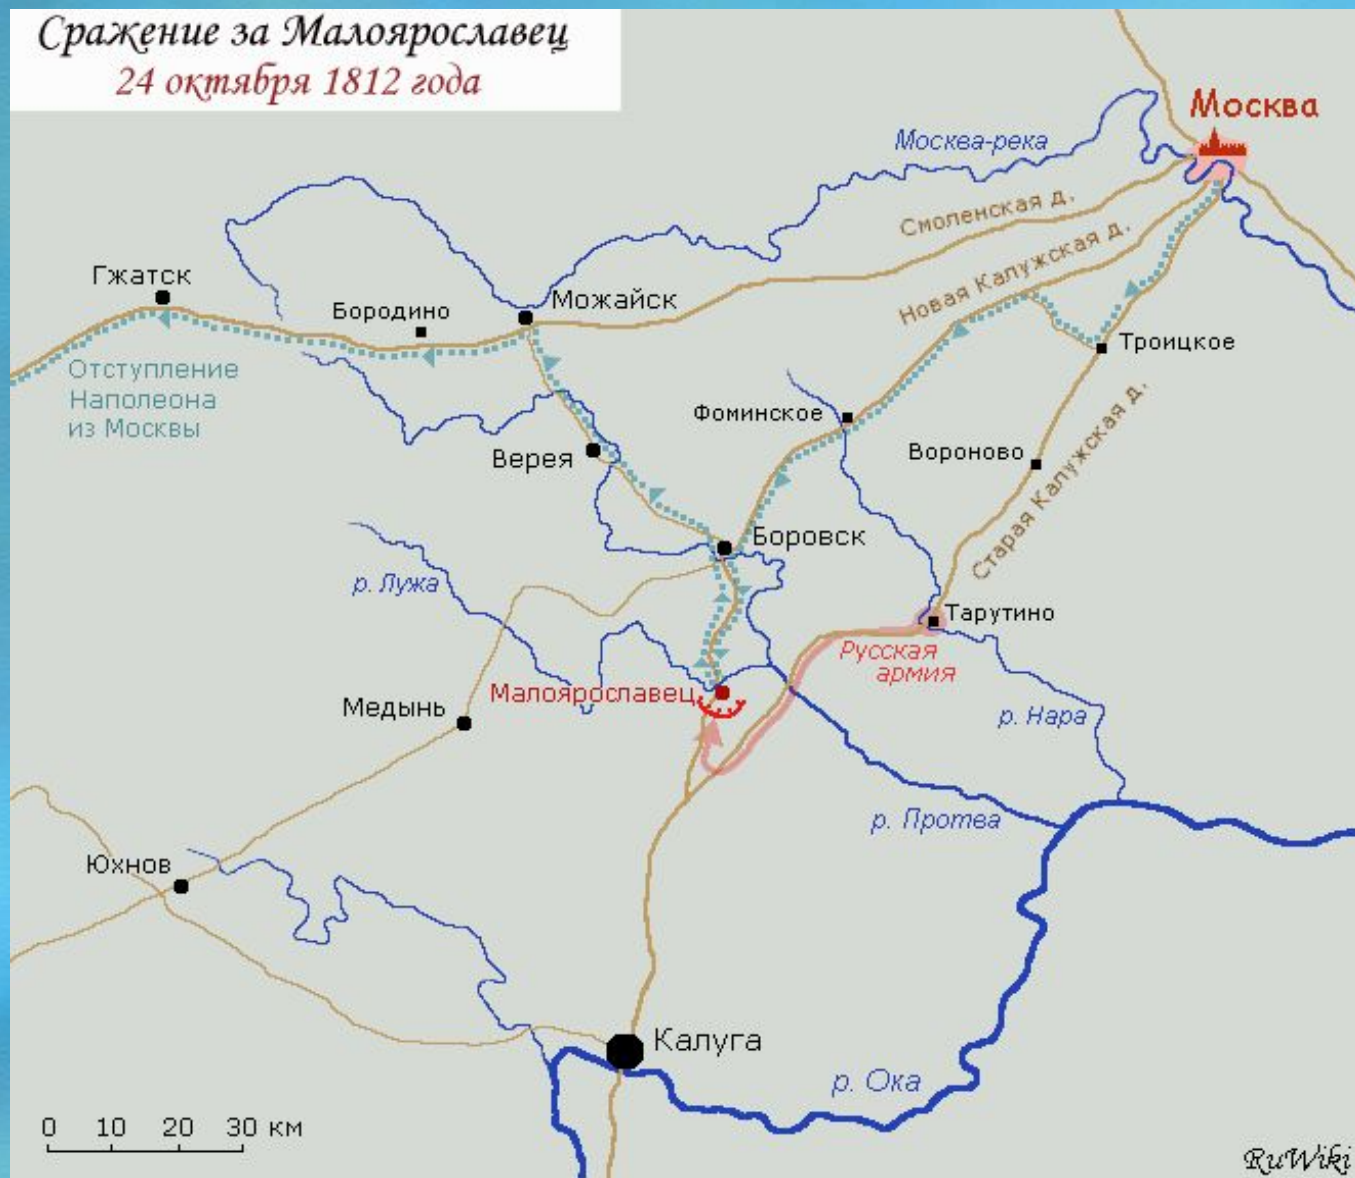 Сражение за Малоярославец
24 октября 1812 года
Москва
Москва-река
Смоленская д.
Новая Калужская д.
Гжатск
Бородино
Можайск
Троицкое
Отступление
Наполеона
из Москвы
Фоминское
Верея
Вороново
Старая Калужская д.
Боровск
р. Лужа
Тарутино
Русская
армия
Малоярославец
Медынь
р. Нара
р. Протва
Юхнов
Калуга
р. Ока
0 10 20 30 км
RuWiki